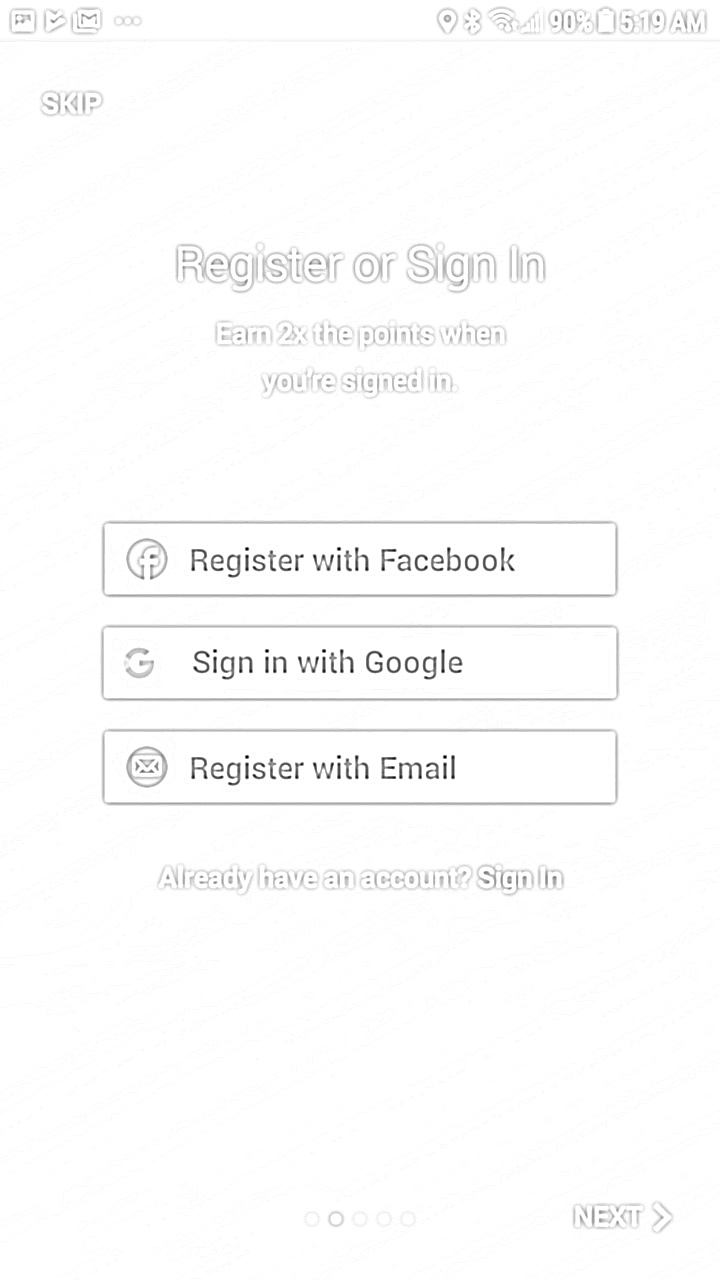 90% 5:19 AM
SKIP
Register or Sign In
Earn 2x the points when
you're signed in.
Register with Facebook
Sign in with Google
Register with Email
Already have an account? Sign In
NEXT